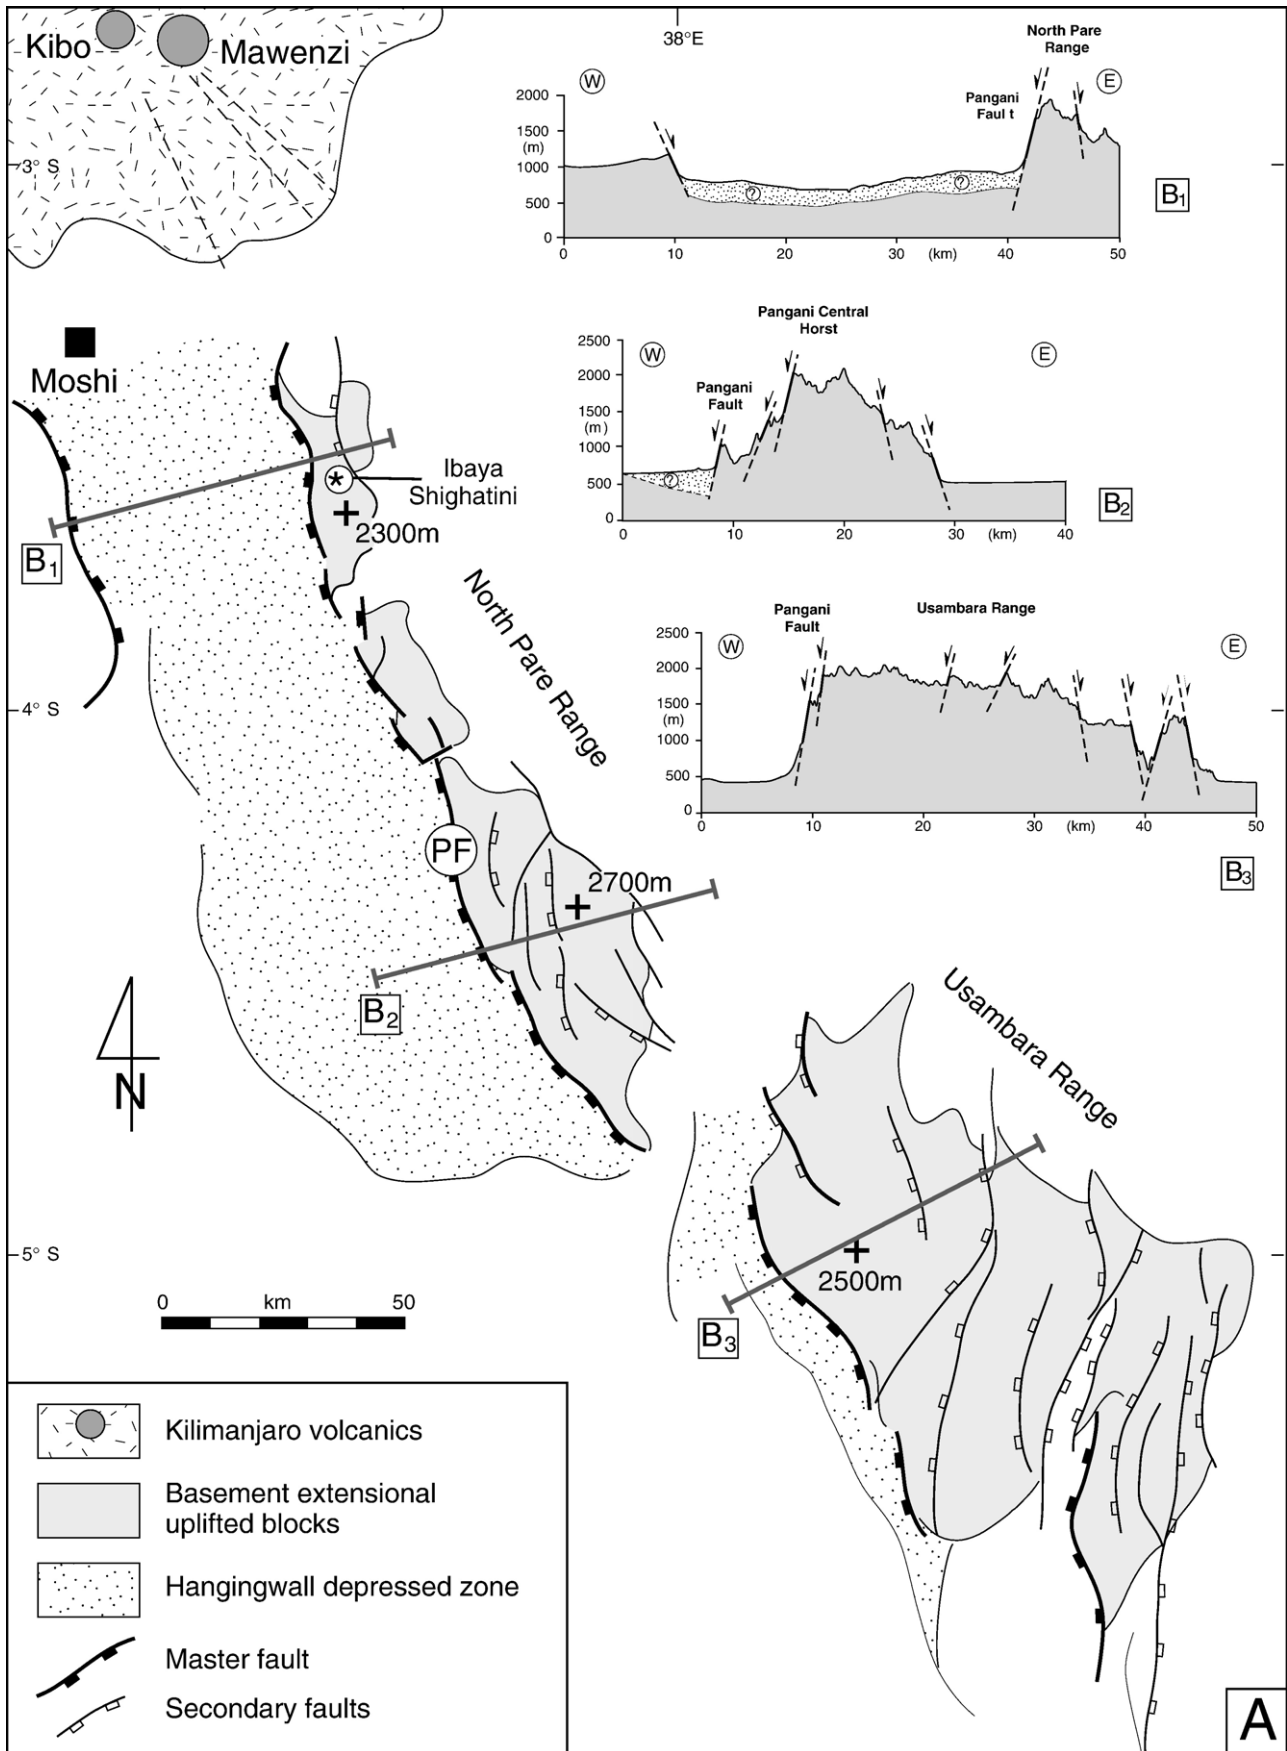 Kibo
Mawenzi
38°E
3° S
W
E
North Pare
Range
Pangani
Faul t
2000
1500
(m)
1000
500
0
?
?
0
10
20
30
(km)
40
50
B1
Moshi
Pangani Central
Horst
W
E
Pangani
Fault
2500
2000
1500
(m)
1000
500
0
?
0
10
20
30
(km)
40
B2
*
Ibaya
Shighatini
2300m
B1
North Pare Range
Pangani
Fault
Usambara Range
W
E
2500
2000
1500
(m)
1000
500
0
0
10
20
30
(km)
40
50
B3
4° S
PF
2700m
B2
N
Usambara Range
5° S
2500m
B3
0
km
50
Kilimanjaro volcanics
Basement extensional
uplifted blocks
Hangingwall depressed zone
Master fault
Secondary faults
A